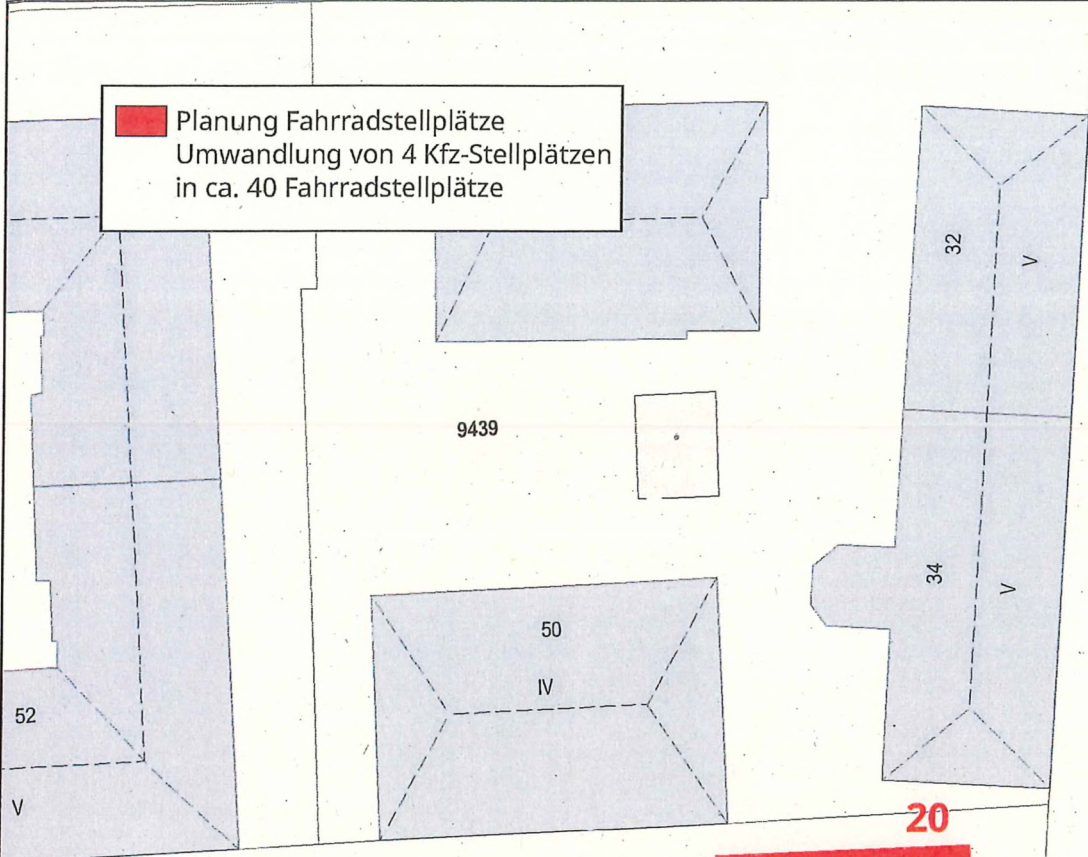 Planung Fahrradstellplätze
Umwandlung von 4 Kfz-Stellplätzen
in ca. 40 Fahrradstellplätze
32
V
9439
34
V
50
IV
52
V
20